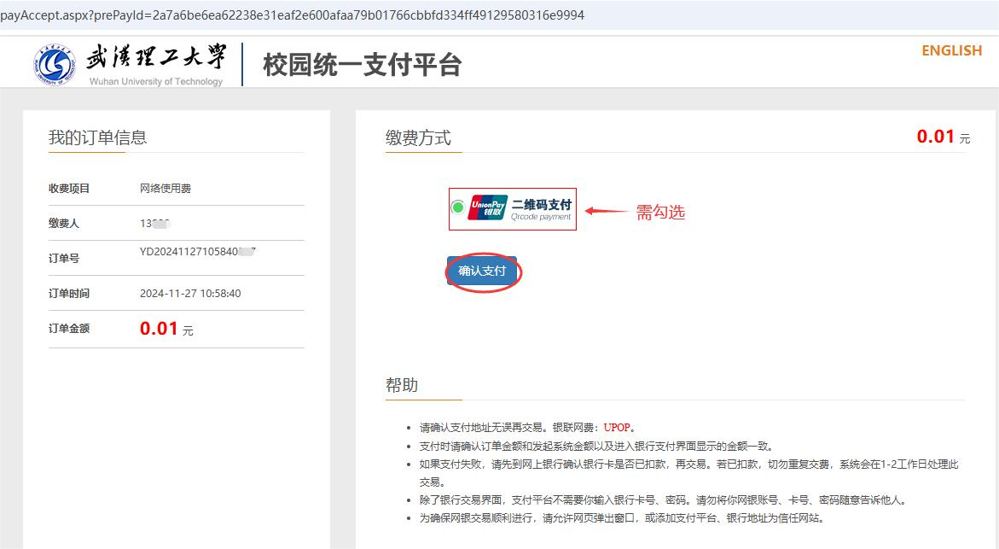 payAccept.aspx?prePayId=2a7a6be6ea62238e31eaf2e600afaa79b01766cbbfd334ff49129580316e9994
武漢理工大学
Wuhan University of Technology
校园统一支付平台
ENGLISH
我的订单信息
收费项目 网络使用费
缴费人 13
订单号 YD20241127105840
订单时间 2024-11-27 10:58:40
订单金额 0.01 元
缴费方式 0.01 元
UnionPay
银联
二维码支付
Qrcode payment
需勾选
确认支付
帮助
• 请确认支付地址无误再交易。银联网费：UPOP。
• 支付时请确认订单金额和发起系统金额以及进入银行支付界面显示的金额一致。
• 如果支付失败，请先到网上银行确认银行卡是否已扣款，再交易。若已扣款，切勿重复交费，系统会在1-2工作日处理此
交易。
• 除了银行交易界面，支付平台不需要你输入银行卡号、密码。请勿将你网银账号、卡号、密码随意告诉他人。
• 为确保网银交易顺利进行，请允许网页弹出窗口，或添加支付平台、银行地址为信任网站。